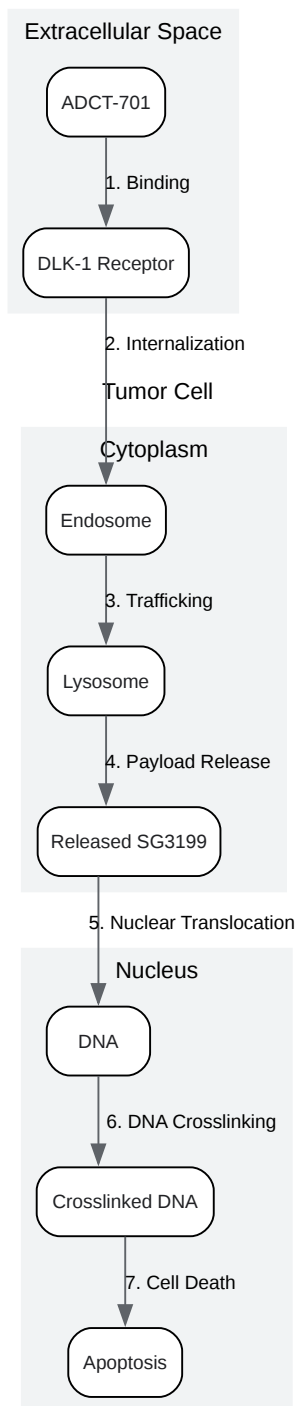 Extracellular Space
ADCT-701
1. Binding
DLK-1 Receptor
2. Internalization
Tumor Cell
Cytoplasm
Endosome
3. Trafficking
Lysosome
4. Payload Release
Released SG3199
5. Nuclear Translocation
Nucleus
DNA
6. DNA Crosslinking
Crosslinked DNA
7. Cell Death
Apoptosis